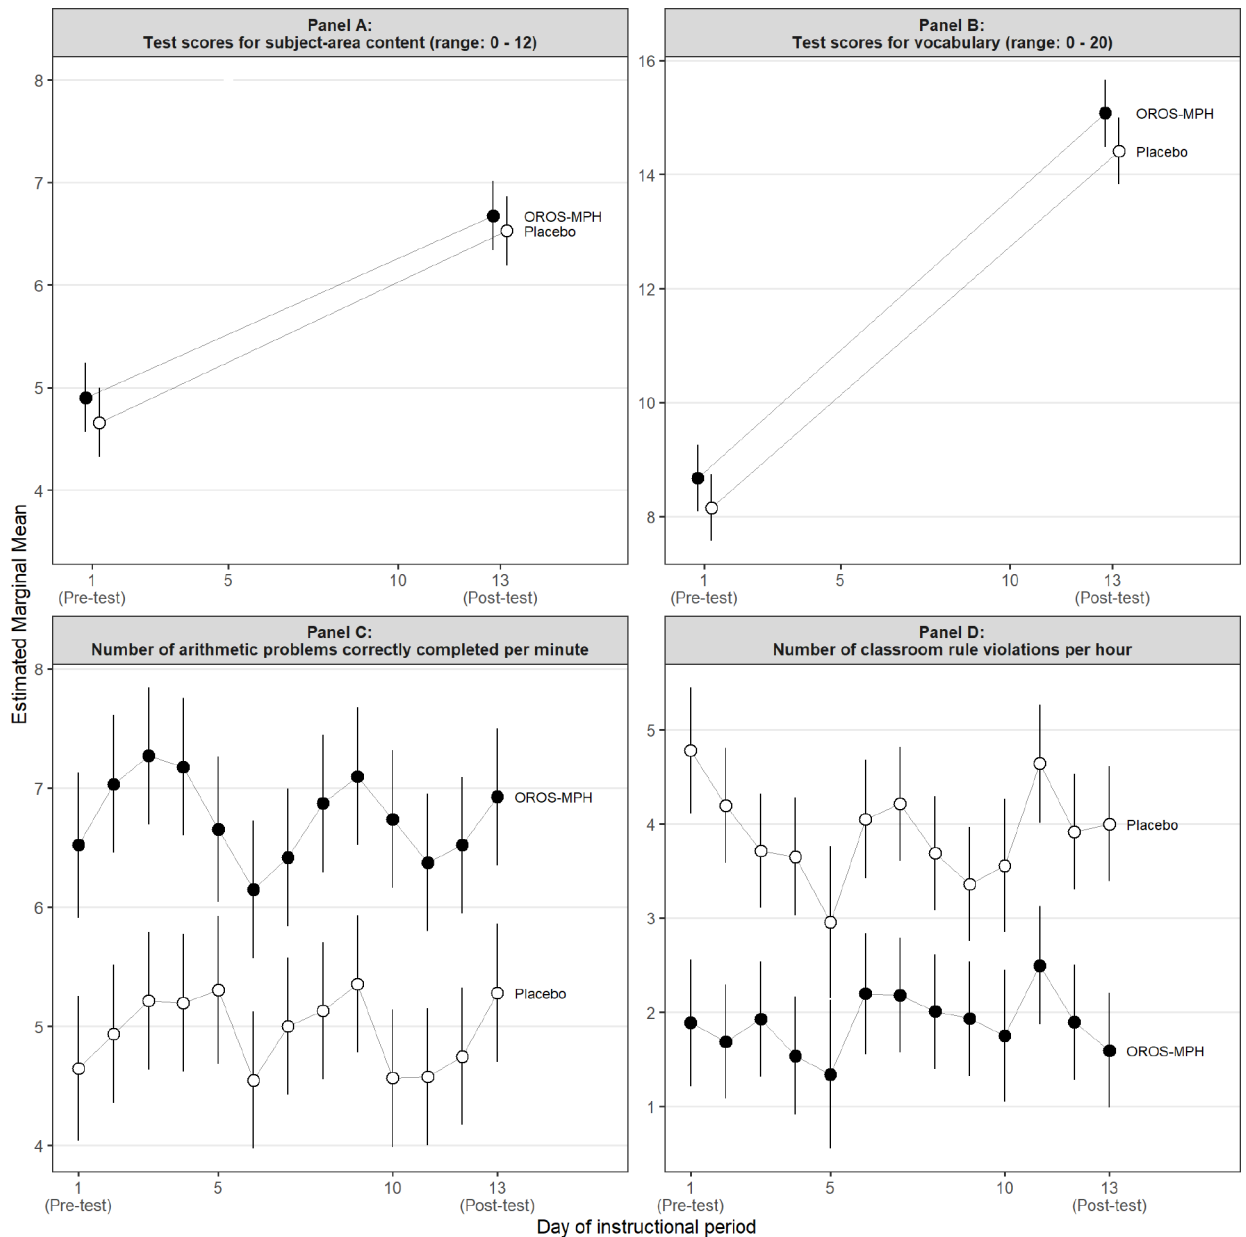 Panel A:
Test scores for subject-area content (range: 0 - 12)
8
7
6
5
4
OROS-MPH
Placebo
1
5
10
13
(Pre-test)
(Post-test)
Panel B:
Test scores for vocabulary (range: 0 - 20)
16
14
12
10
8
OROS-MPH
Placebo
1
5
10
13
(Pre-test)
(Post-test)
Estimated Marginal Mean
Panel C:
Number of arithmetic problems correctly completed per minute
8
7
6
5
4
OROS-MPH
Placebo
1
5
10
13
(Pre-test)
(Post-test)
Panel D:
Number of classroom rule violations per hour
5
4
3
2
1
Placebo
OROS-MPH
1
5
10
13
(Pre-test)
(Post-test)
Day of instructional period